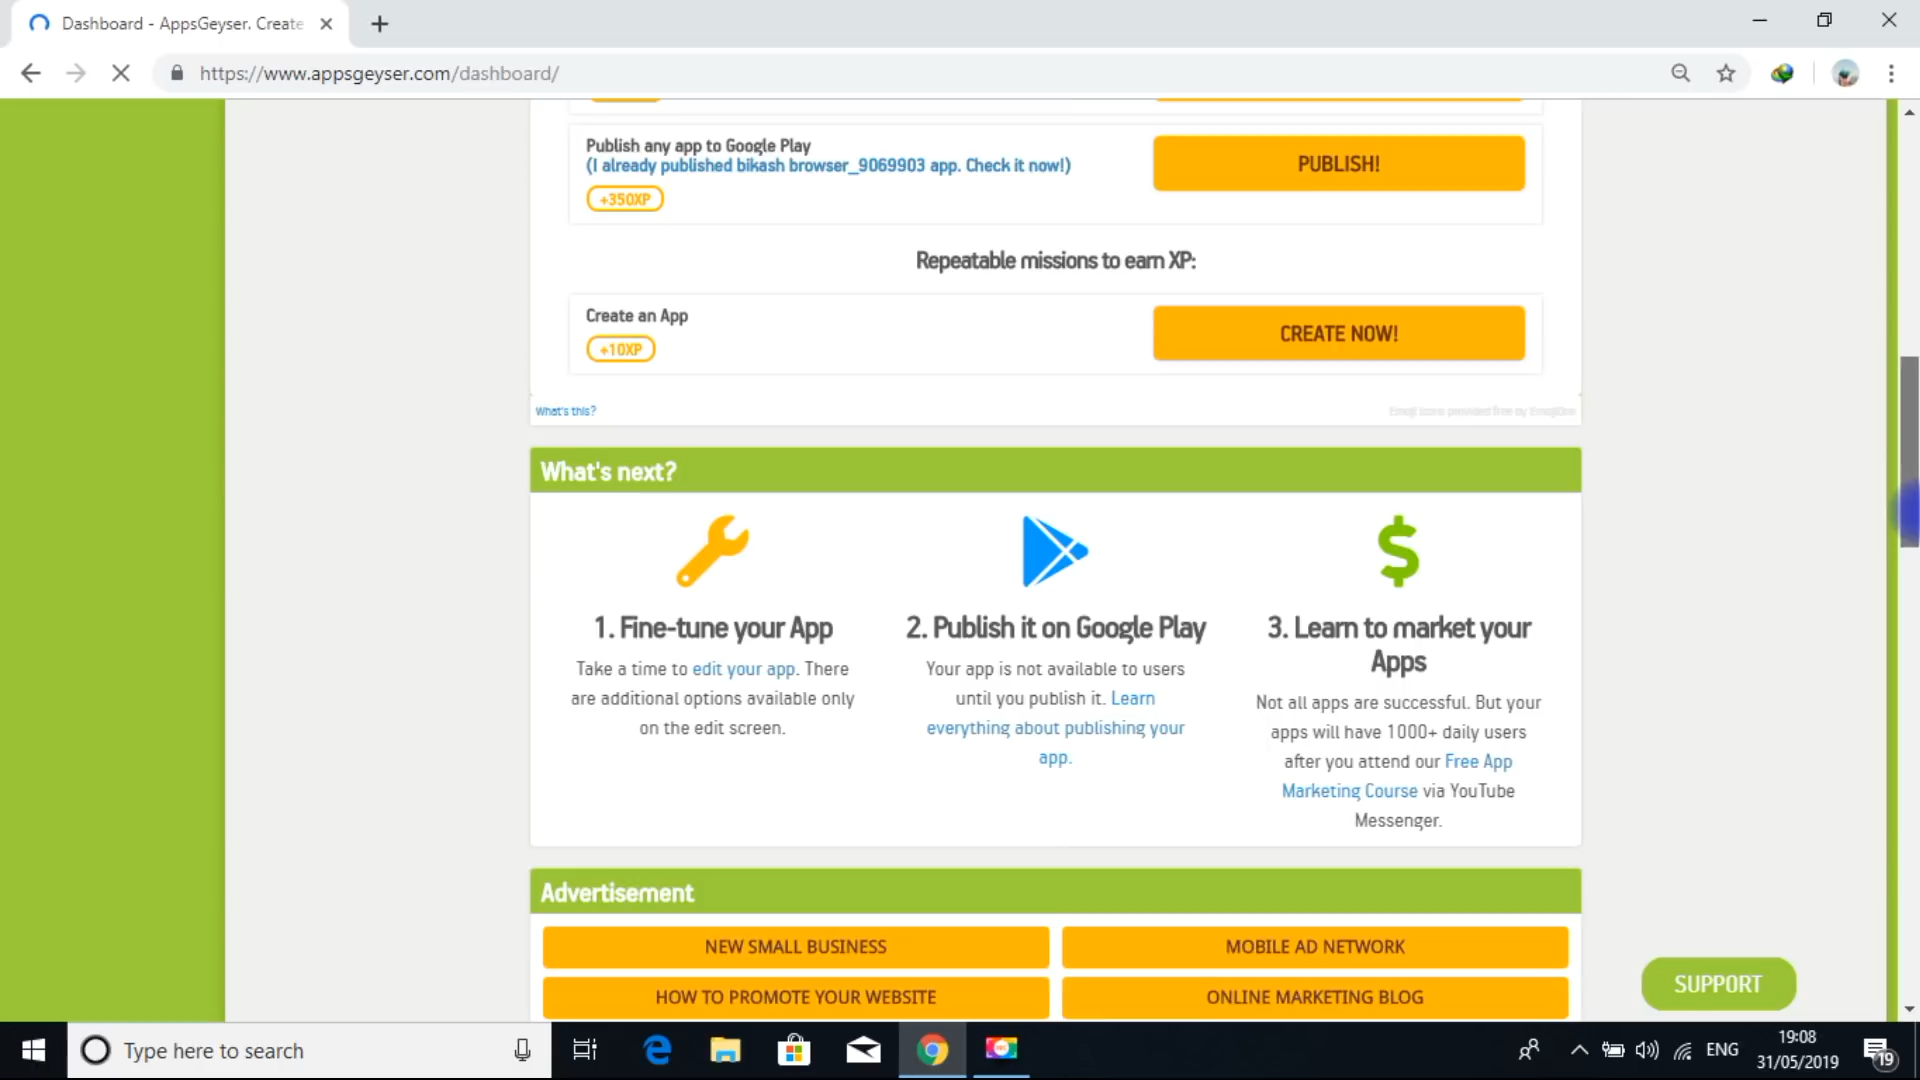 Dashboard - AppsGeyser. Create
https://www.appsgeyser.com/dashboard/
Publish any app to Google Play
(I already published bikash browser_9069903 app. Check it now!)
PUBLISH!
+350XP
Repeatable missions to earn XP:
Create an App
CREATE NOW!
+10XP
What's this?
Emoji icons provided free by EmojiOne
What's next?
1. Fine-tune your App
Take a time to edit your app. There
are additional options available only
on the edit screen.
2. Publish it on Google Play
Your app is not available to users
until you publish it. Learn
everything about publishing your
app.
3. Learn to market your
Apps
Not all apps are successful. But your
apps will have 1000+ daily users
after you attend our Free App
Marketing Course via YouTube
Messenger.
Advertisement
NEW SMALL BUSINESS
MOBILE AD NETWORK
HOW TO PROMOTE YOUR WEBSITE
ONLINE MARKETING BLOG
SUPPORT
Type here to search
ENG
19:08
31/05/2019
19